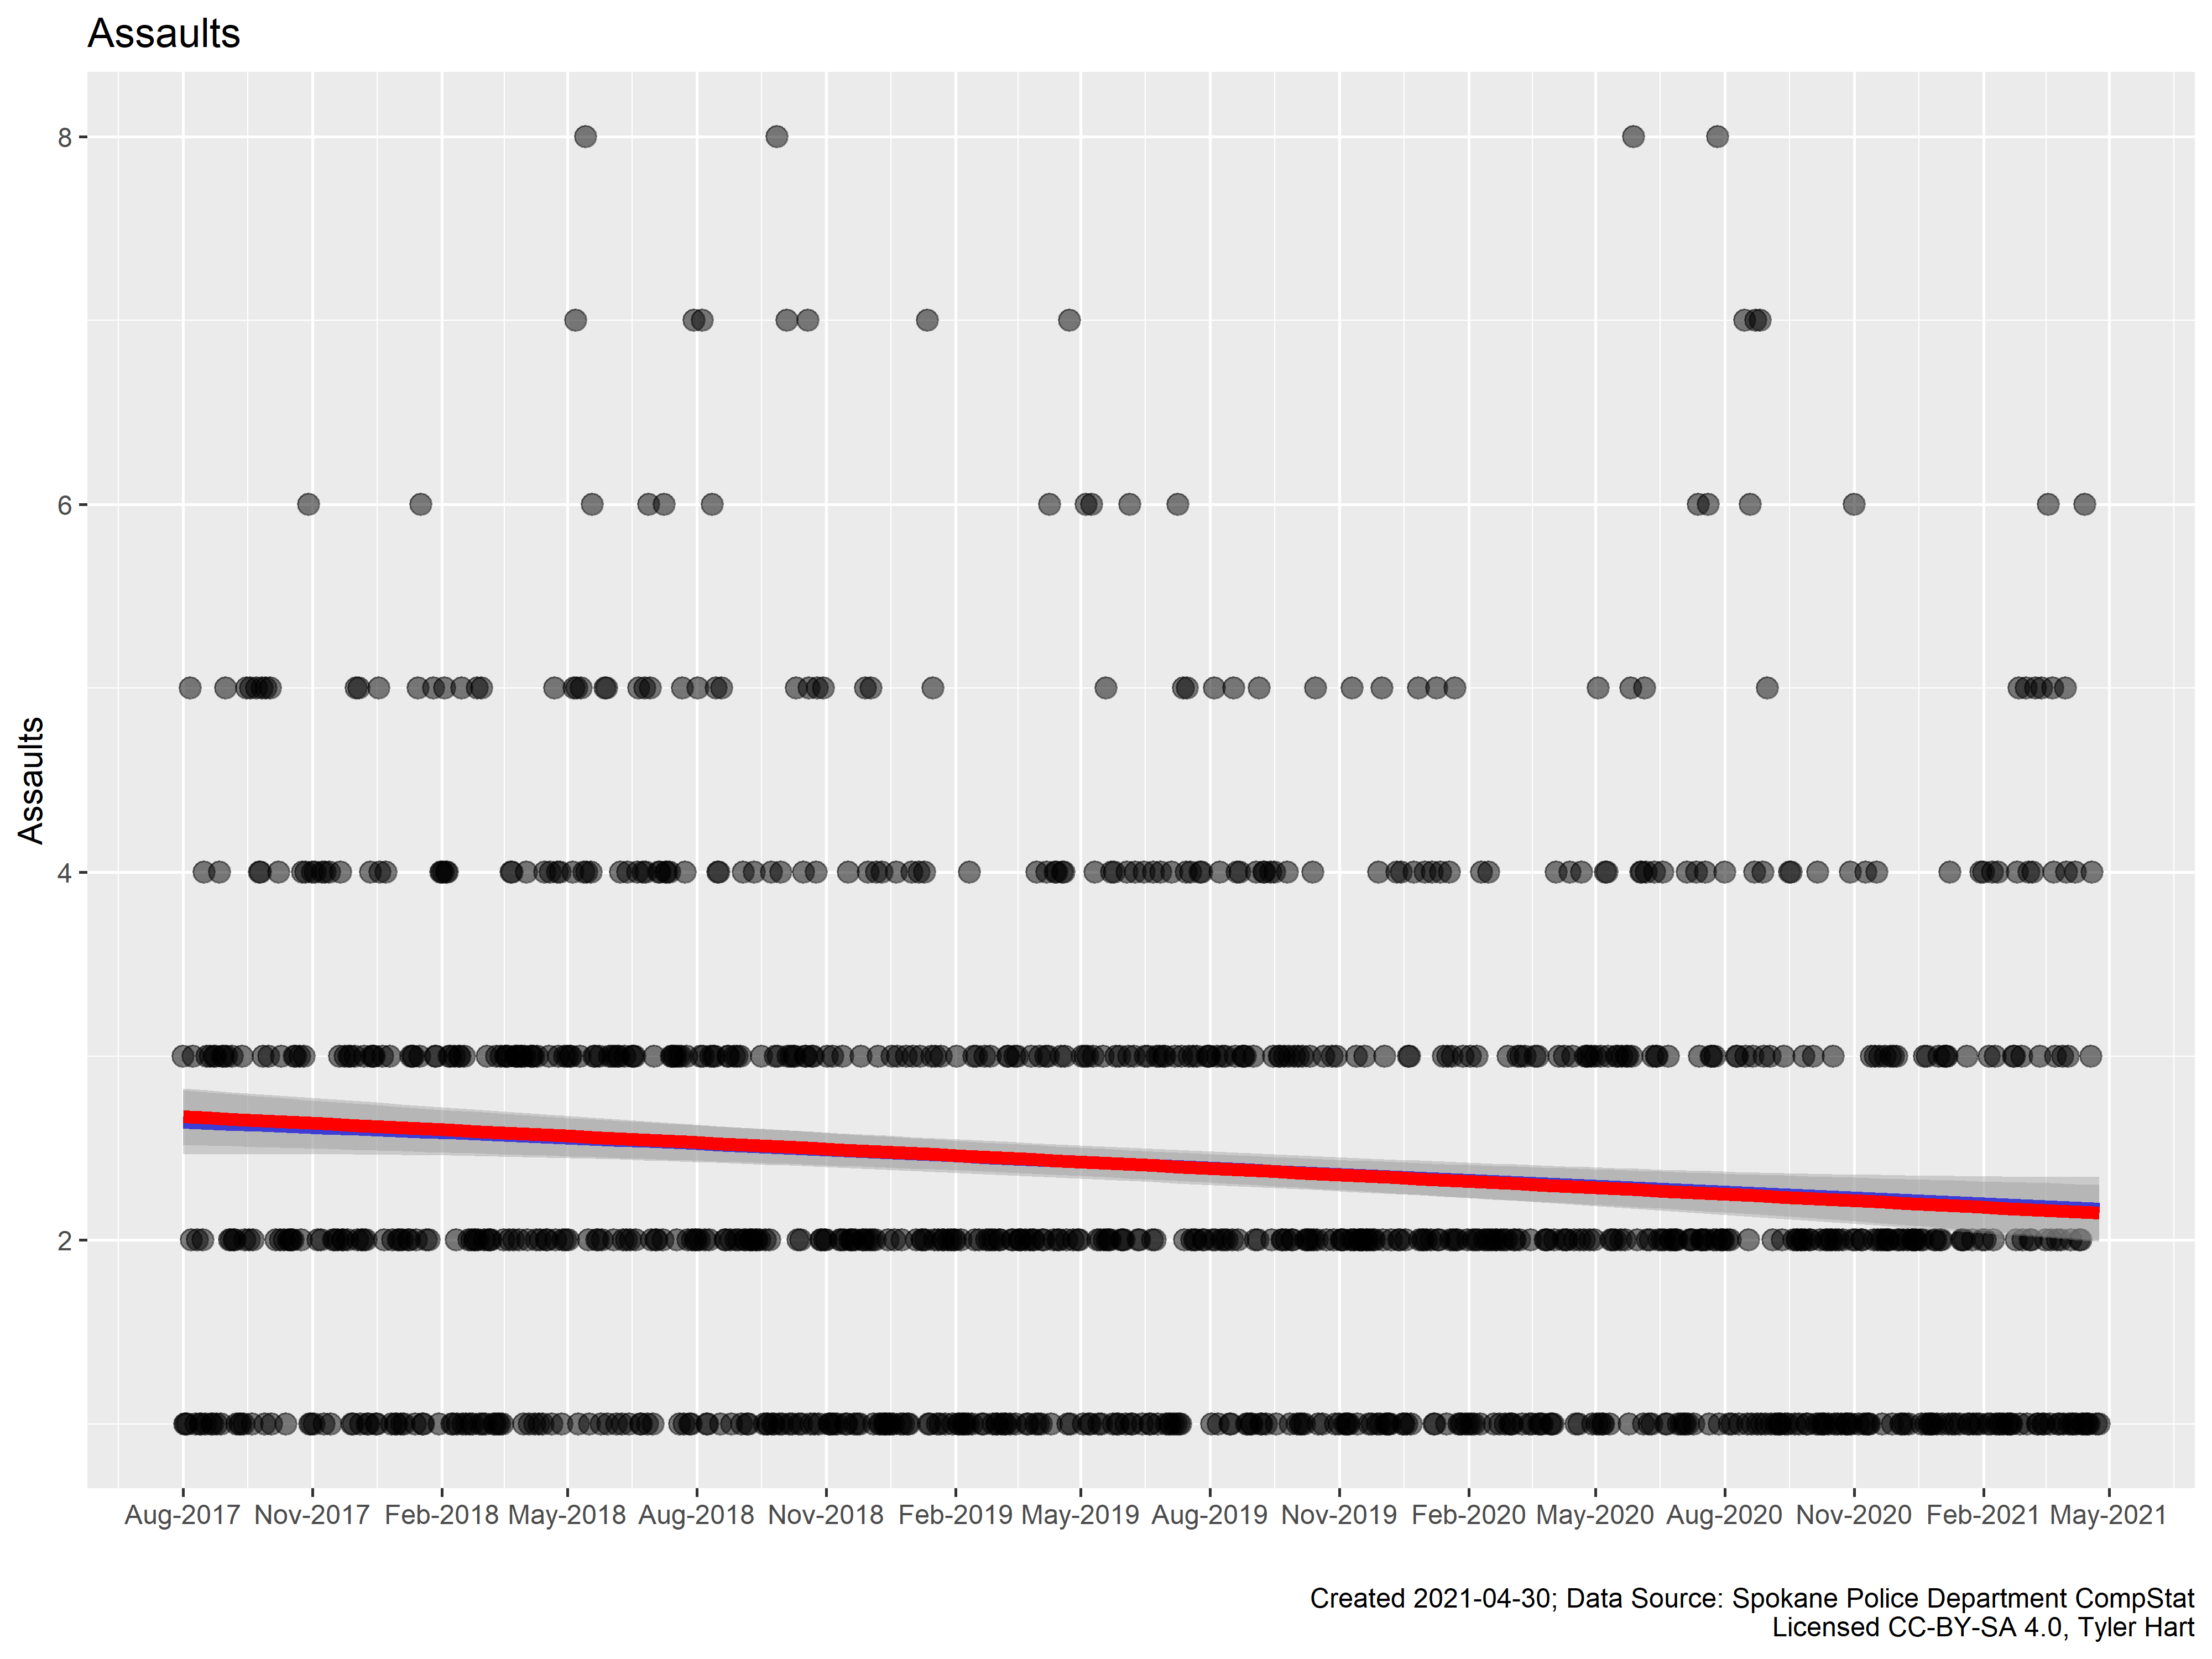 Assaults
8
6
4
2
Assaults
Aug-2017 Nov-2017 Feb-2018 May-2018 Aug-2018 Nov-2018 Feb-2019 May-2019 Aug-2019 Nov-2019 Feb-2020 May-2020 Aug-2020 Nov-2020 Feb-2021 May-2021
Created 2021-04-30; Data Source: Spokane Police Department CompStat
Licensed CC-BY-SA 4.0, Tyler Hart